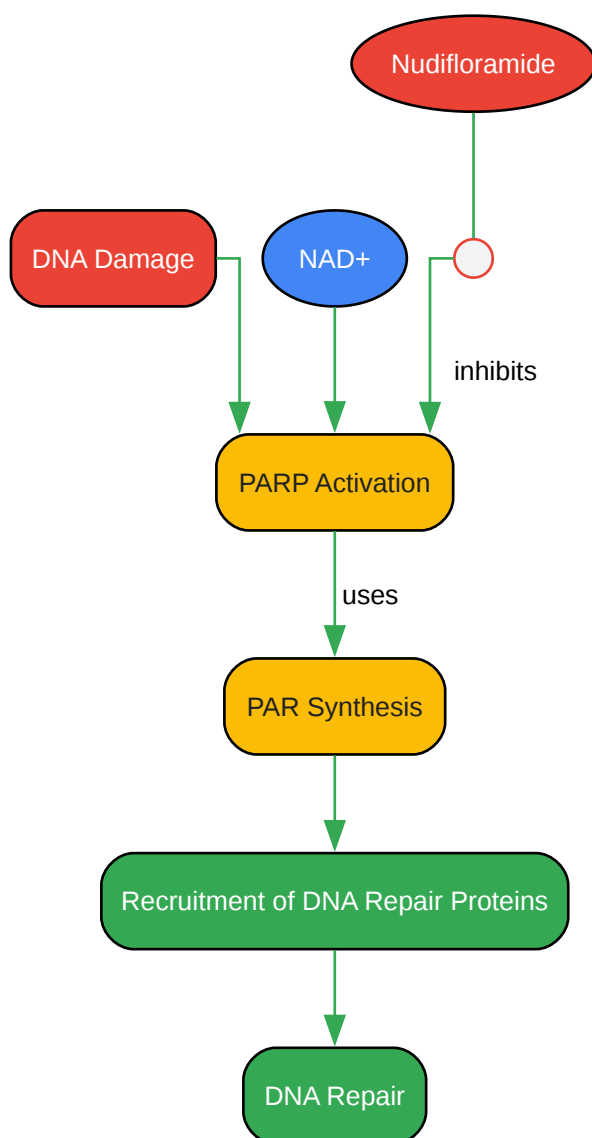 Nudifloramide
DNA Damage
NAD+
inhibits
PARP Activation
uses
PAR Synthesis
Recruitment of DNA Repair Proteins
DNA Repair